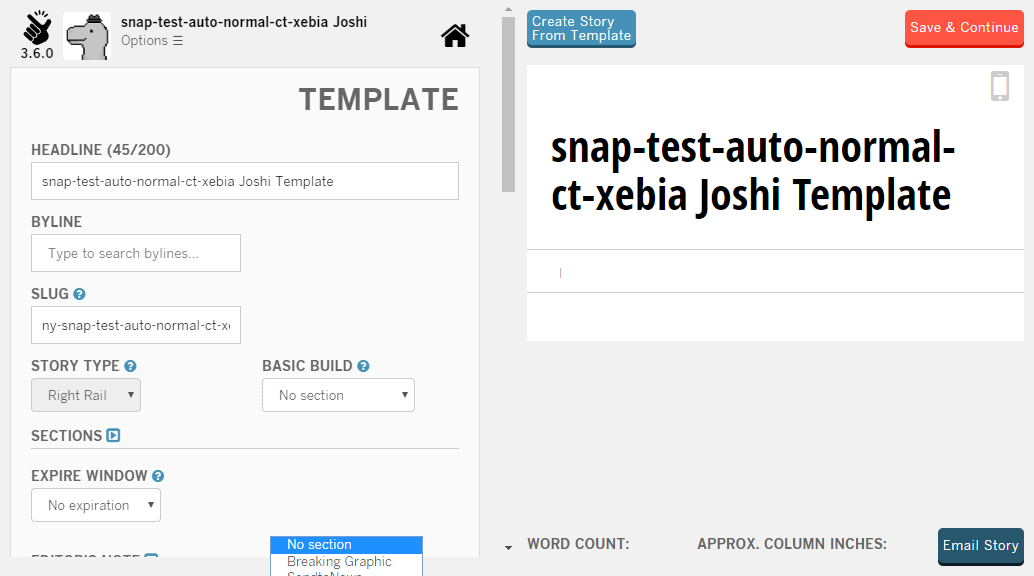 snap-test-auto-normal-ct-xebia Joshi
Options ☰
3.6.0
TEMPLATE
HEADLINE (45/200)
snap-test-auto-normal-ct-xebia Joshi Template
BYLINE
Type to search bylines...
SLUG
ny-snap-test-auto-normal-ct-x
STORY TYPE
BASIC BUILD
Right Rail
No section
SECTIONS
EXPIRE WINDOW
No expiration
EDITOR'S NOTE
No section
Breaking Graphic
SendtoNews
Create Story
From Template
Save & Continue
snap-test-auto-normal-
ct-xebia Joshi Template
|
WORD COUNT:
APPROX. COLUMN INCHES:
Email Story